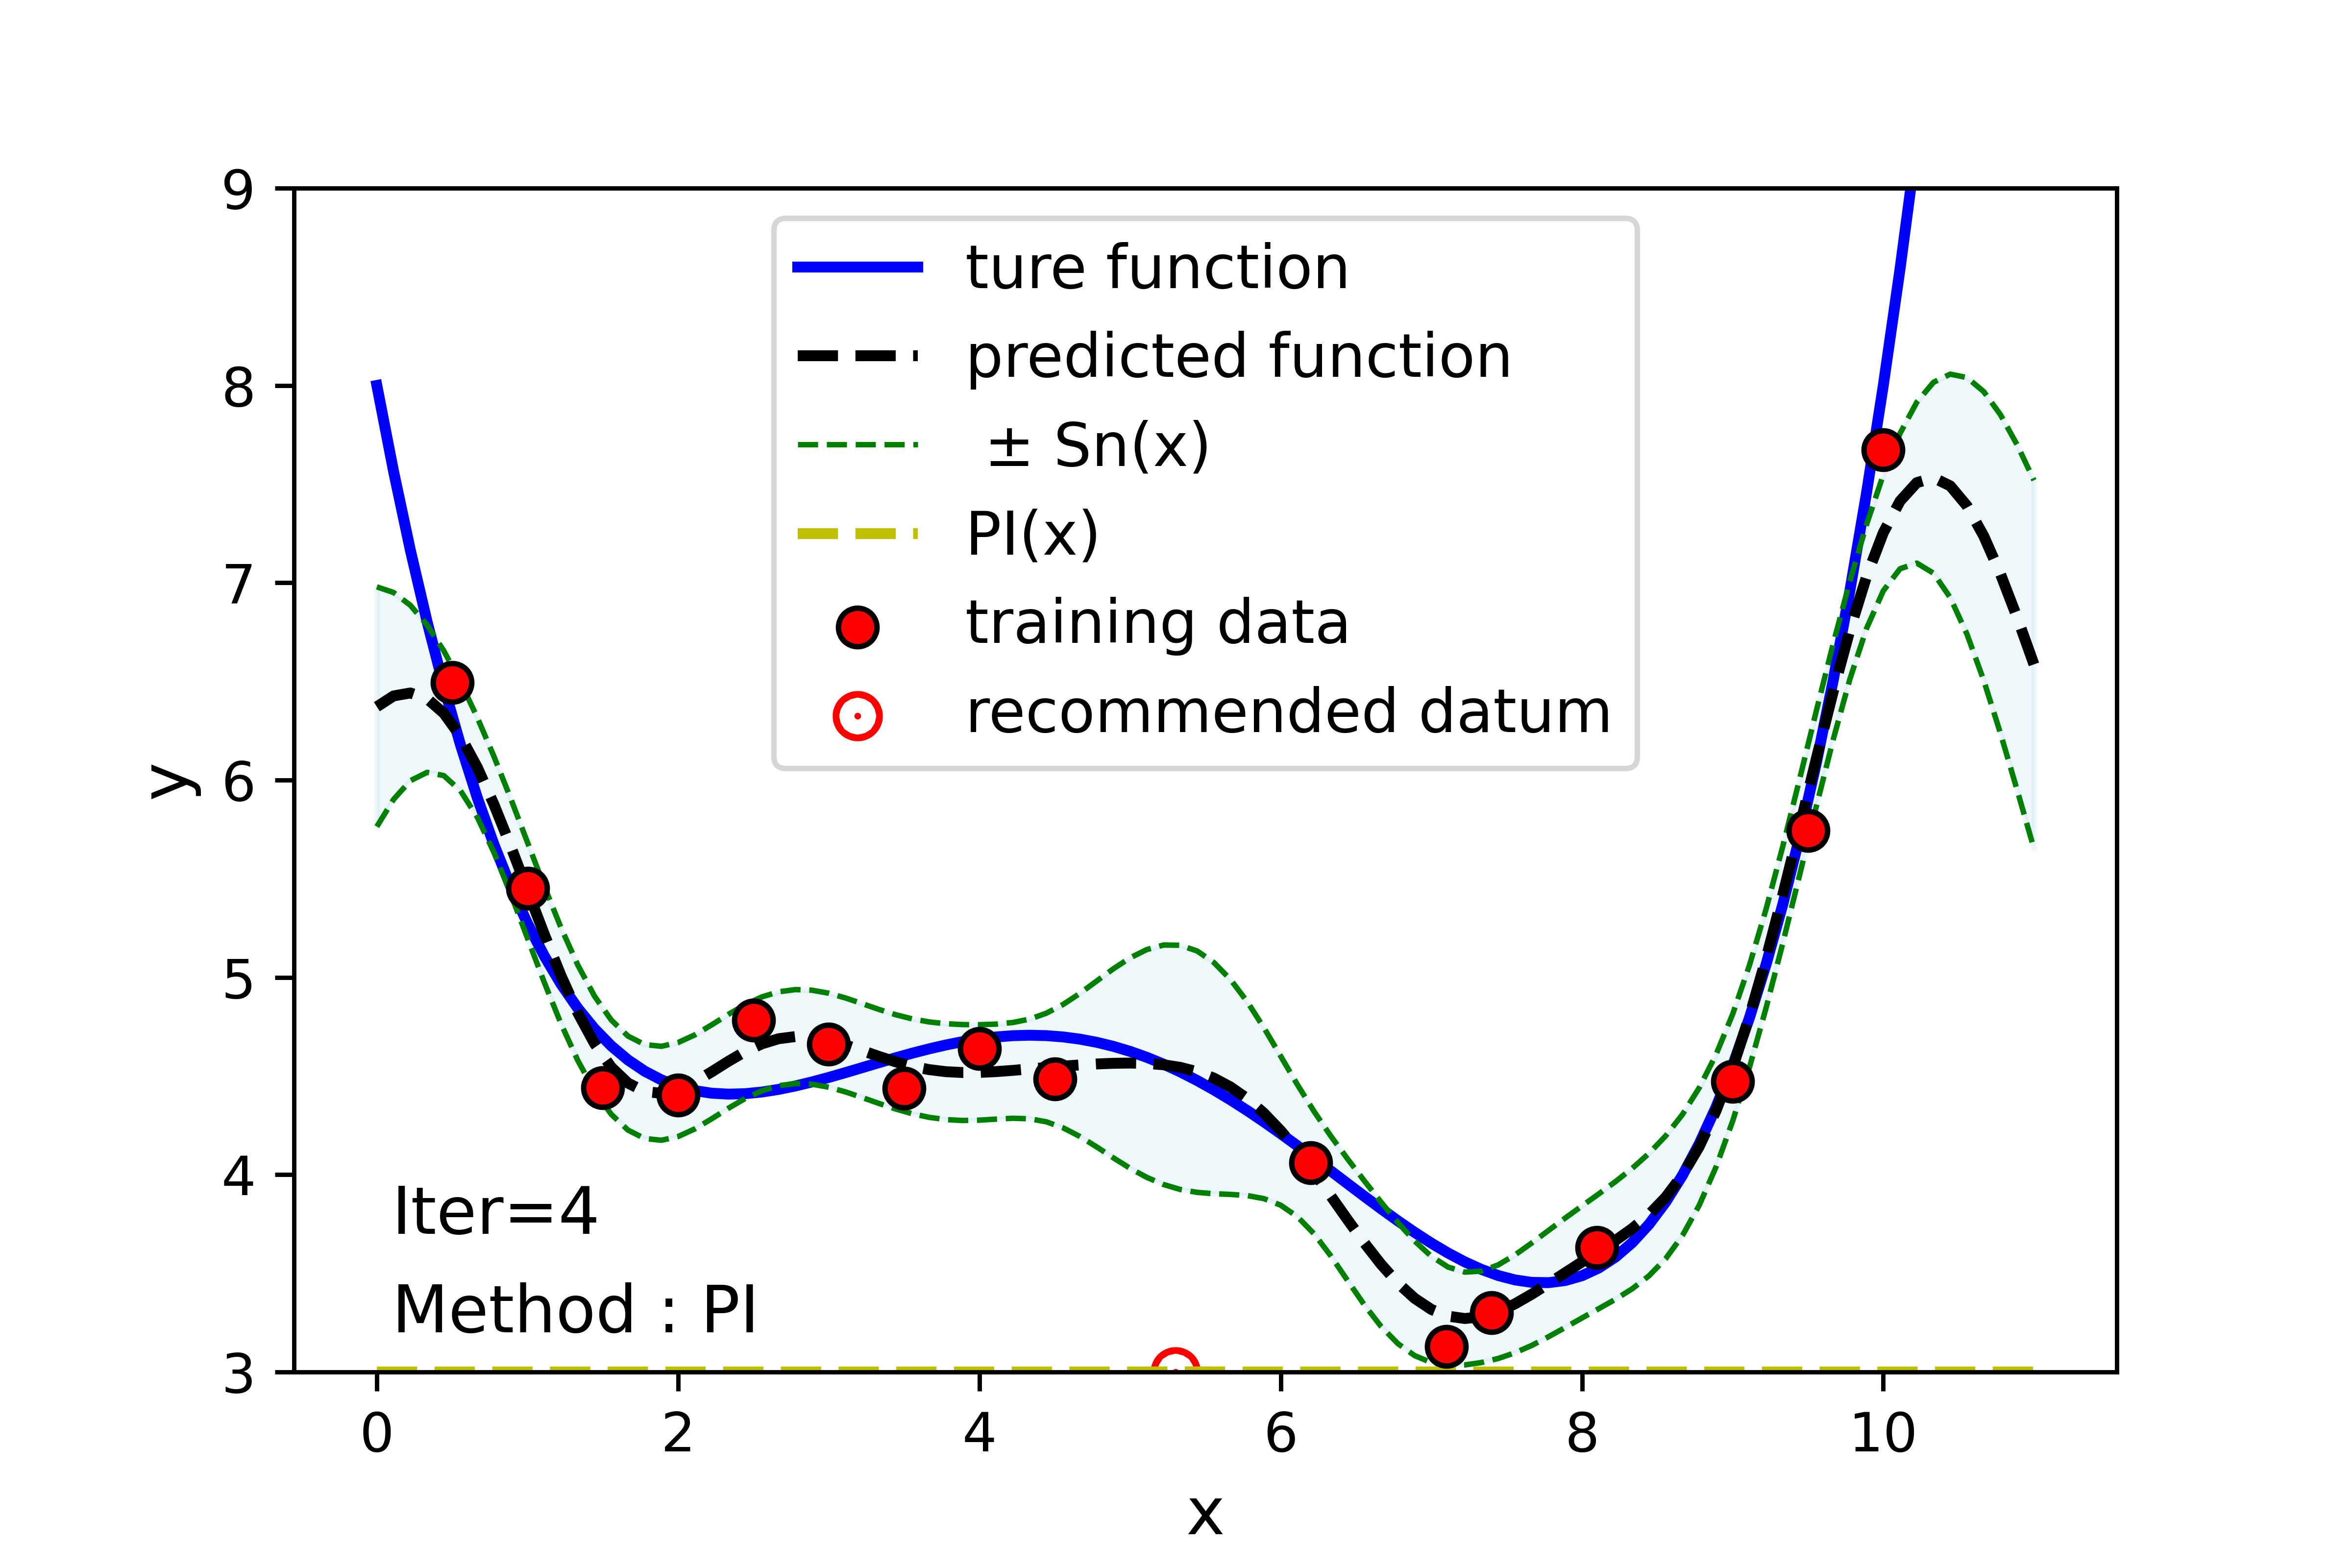 9
8
7
6
5
4
3
y
ture function
predicted function
± Sn(x)
PI(x)
training data
recommended datum
Iter=4
Method : PI
0 2 4 6 8 10
x